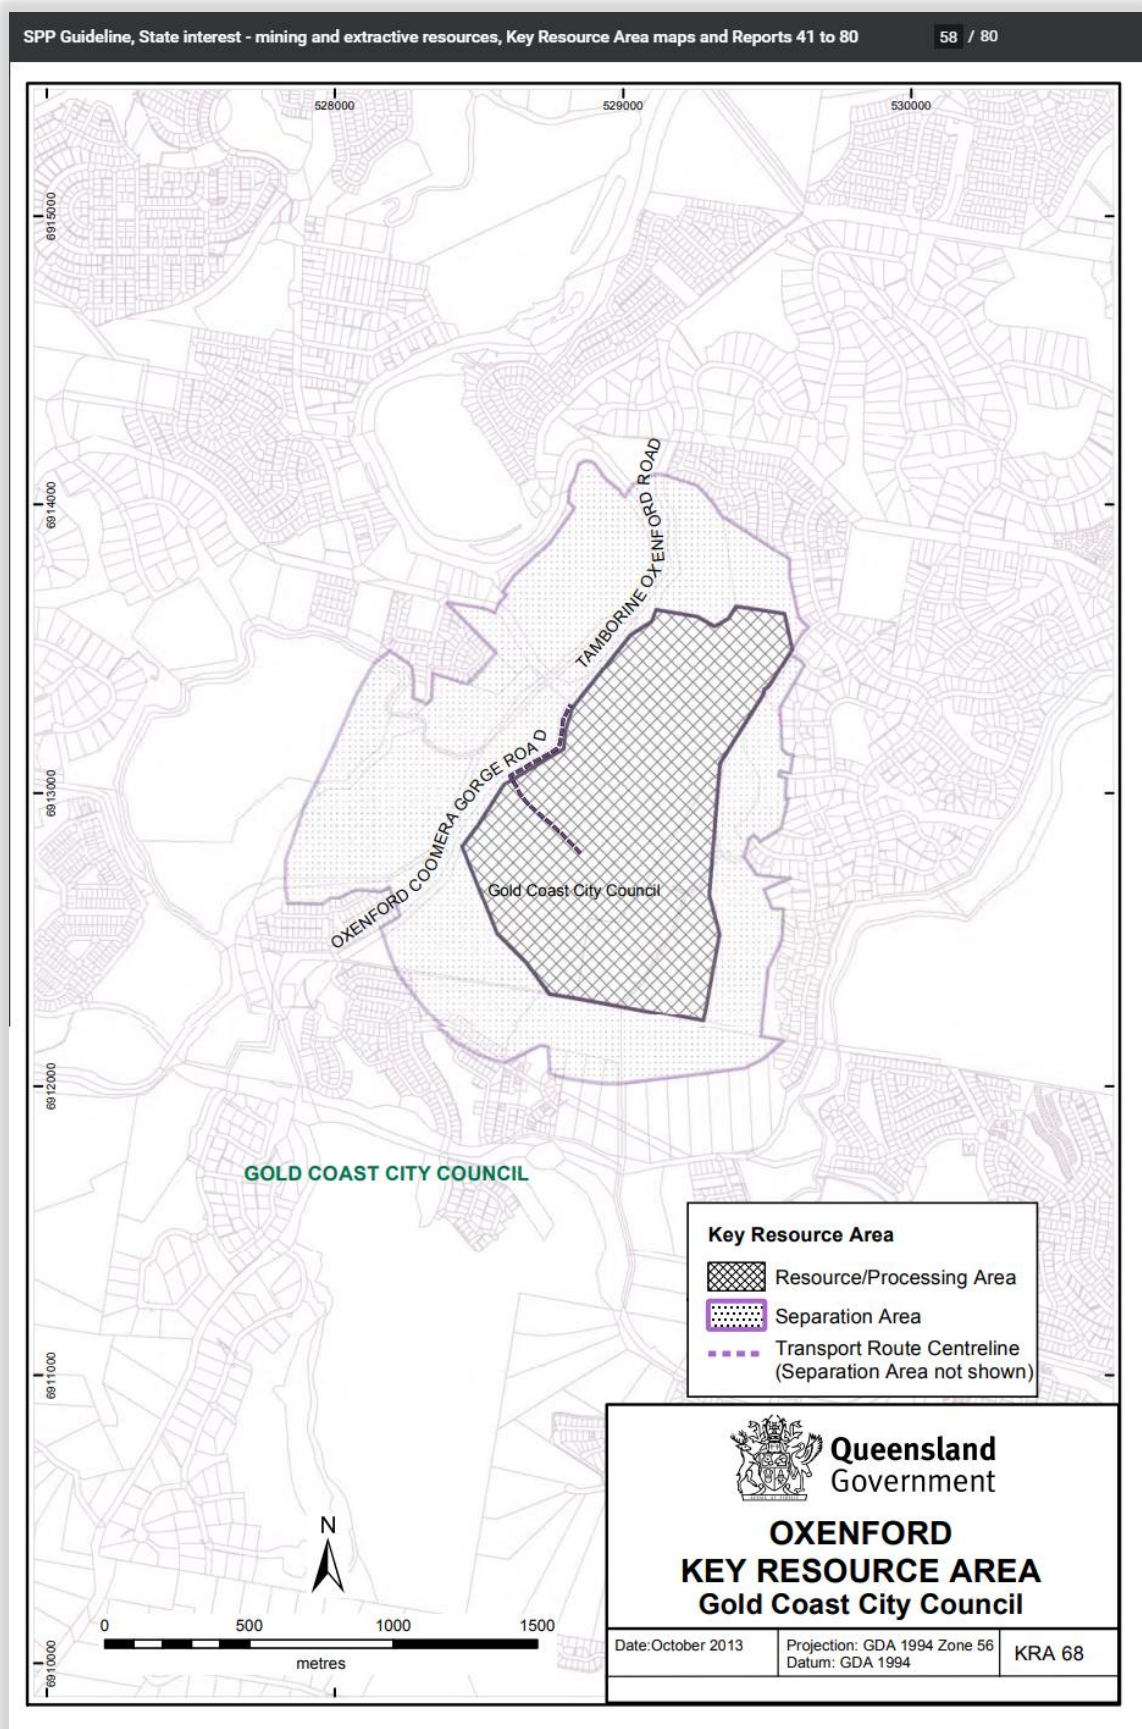 SPP Guideline, State interest - mining and extractive resources, Key Resource Area maps and Reports 41 to 80
58 / 80
528000
529000
530000
6915000
6914000
6913000
6912000
6911000
6910000
TAMBORINE OXENFORD ROAD
OXENFORD COOMERA GORGE ROAD
Gold Coast City Council
GOLD COAST CITY COUNCIL
Key Resource Area
Resource/Processing Area
Separation Area
Transport Route Centreline
(Separation Area not shown)
Queensland
Government
OXENFORD
KEY RESOURCE AREA
Gold Coast City Council
N
0 500 1000 1500
metres
Date:October 2013
Projection: GDA 1994 Zone 56
Datum: GDA 1994
KRA 68